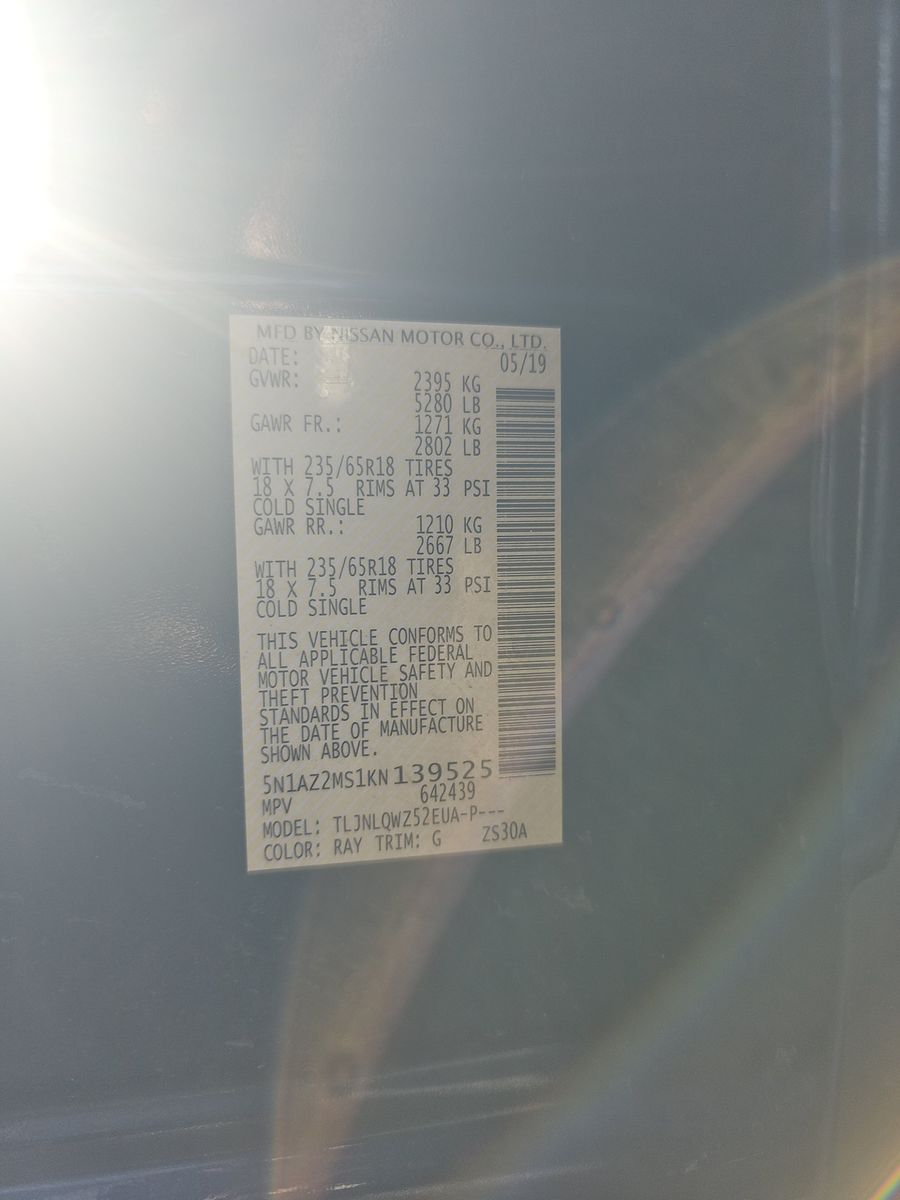 MFD BY NISSAN MOTOR CO., LTD.
DATE: 05/19
GVWR: 2395 KG
5280 LB
GAWR FR.: 1271 KG
2802 LB
WITH 235/65R18 TIRES
18 X 7.5 RIMS AT 33 PSI
COLD SINGLE
GAWR RR.: 1210 KG
2667 LB
WITH 235/65R18 TIRES
18 X 7.5 RIMS AT 33 PSI
COLD SINGLE
THIS VEHICLE CONFORMS TO
ALL APPLICABLE FEDERAL
MOTOR VEHICLE SAFETY AND
THEFT PREVENTION
STANDARDS IN EFFECT ON
THE DATE OF MANUFACTURE
SHOWN ABOVE.
5N1AZ2MS1KN139525
MPV 642439
MODEL: TLJNLQWZ52EUA-P---
COLOR: RAY TRIM: G ZS30A